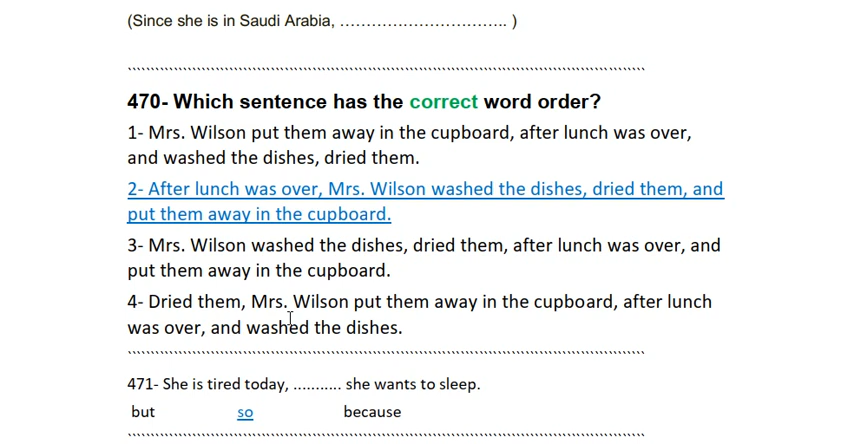 (Since she is in Saudi Arabia, ………………………….. )
470- Which sentence has the correct word order?
1- Mrs. Wilson put them away in the cupboard, after lunch was over,
and washed the dishes, dried them.
2- After lunch was over, Mrs. Wilson washed the dishes, dried them, and
put them away in the cupboard.
3- Mrs. Wilson washed the dishes, dried them, after lunch was over, and
put them away in the cupboard.
4- Dried them, Mrs. Wilson put them away in the cupboard, after lunch
was over, and washed the dishes.
471- She is tired today, ........... she wants to sleep.
but so because